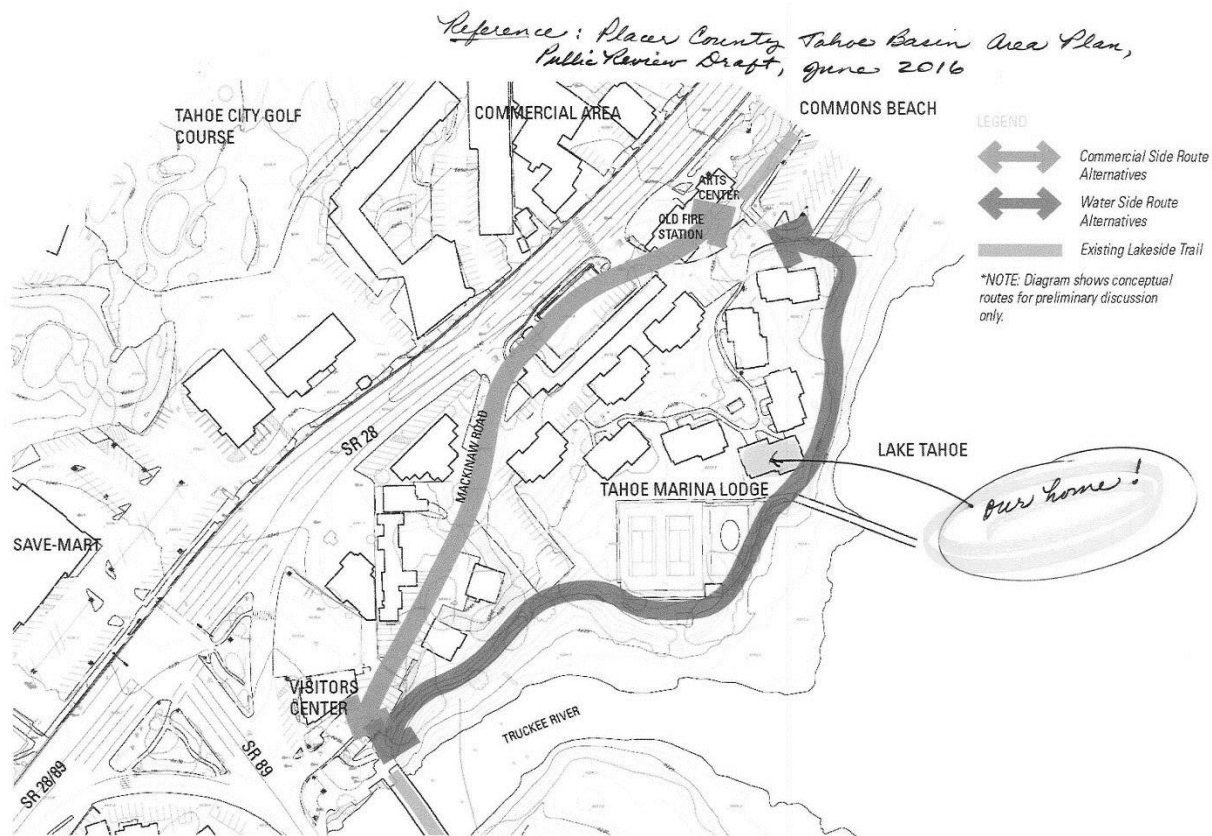 Reference: Placer County Tahoe Basin Area Plan,
Public Review Draft, June 2016
TAHOE CITY GOLF
COURSE
COMMERCIAL AREA
COMMONS BEACH
LEGEND
Commercial Side Route
Alternatives
Water Side Route
Alternatives
Existing Lakeside Trail
*NOTE: Diagram shows conceptual
routes for preliminary discussion
only.
ARTS
CENTER
OLD FIRE
STATION
SR 28
MACKINAW ROAD
LAKE TAHOE
our home!
TAHOE MARINA LODGE
SAVE-MART
VISITORS
CENTER
TRUCKEE RIVER
SR 89
SR 28/89